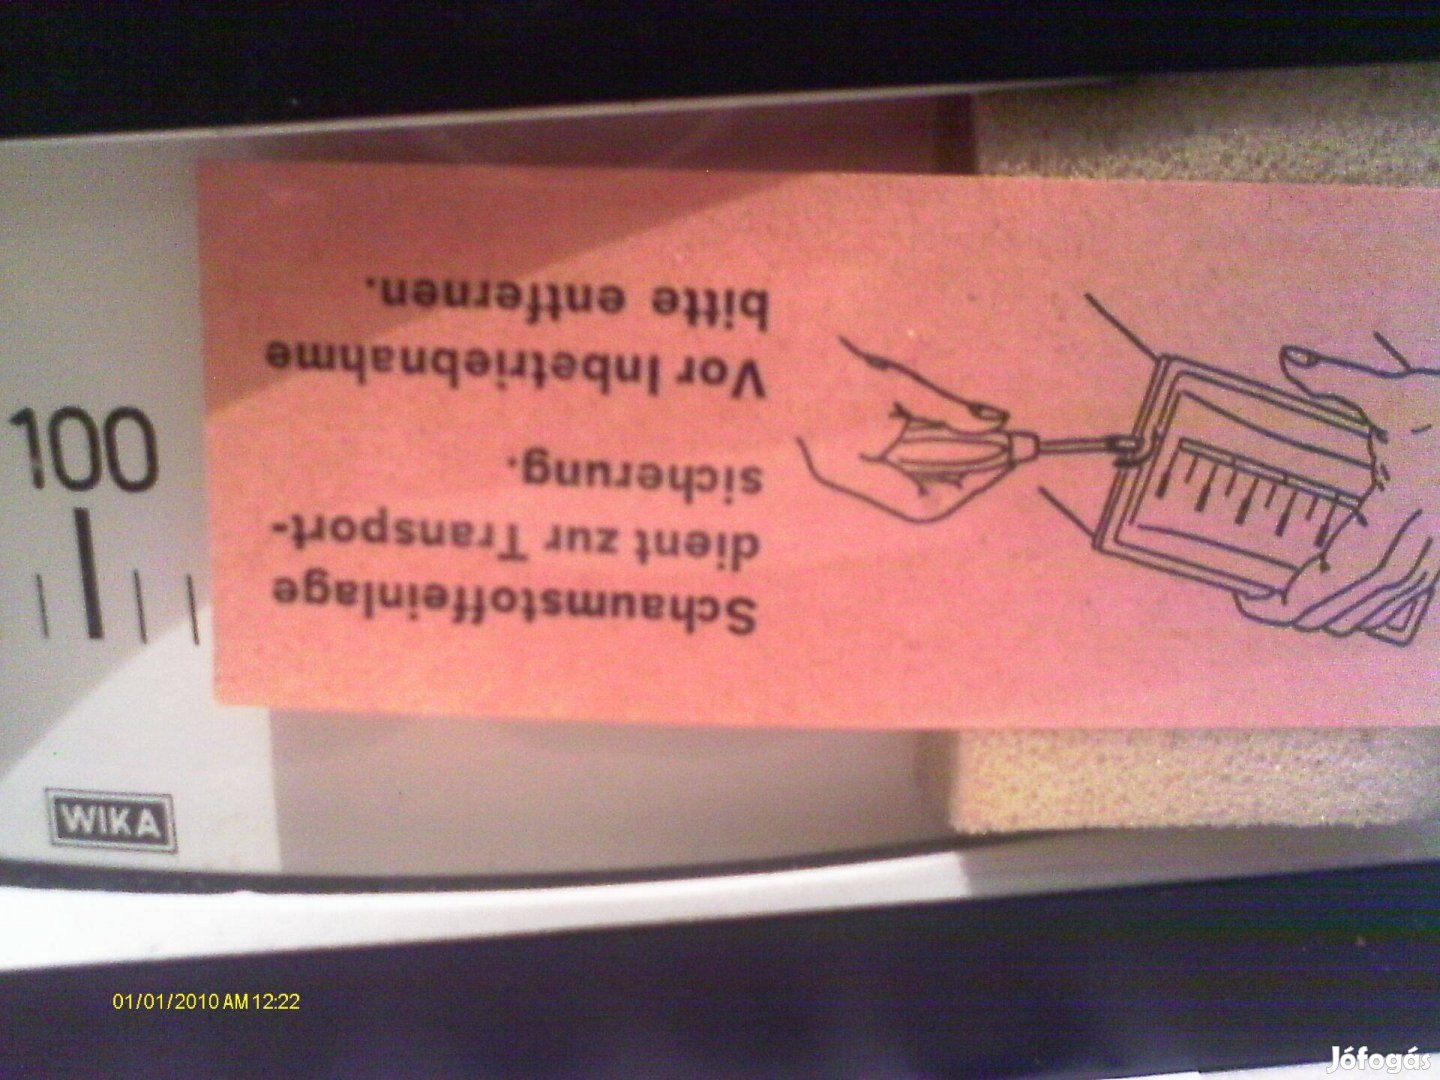 100
WIKA
Schaumstoffeinlage
dient zur Transport-
sicherung.
Vor Inbetriebnahme
bitte entfernen.
01/01/2010 AM 12:22
Jófogás